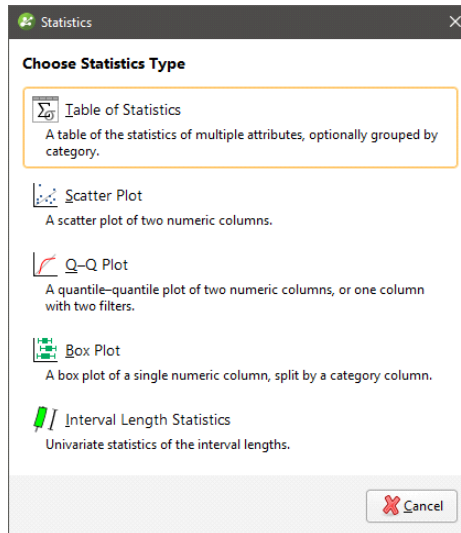 Statistics
Choose Statistics Type
Table of Statistics
A table of the statistics of multiple attributes, optionally grouped by
category.
Scatter Plot
A scatter plot of two numeric columns.
Q–Q Plot
A quantile–quantile plot of two numeric columns, or one column
with two filters.
Box Plot
A box plot of a single numeric column, split by a category column.
Interval Length Statistics
Univariate statistics of the interval lengths.
Cancel